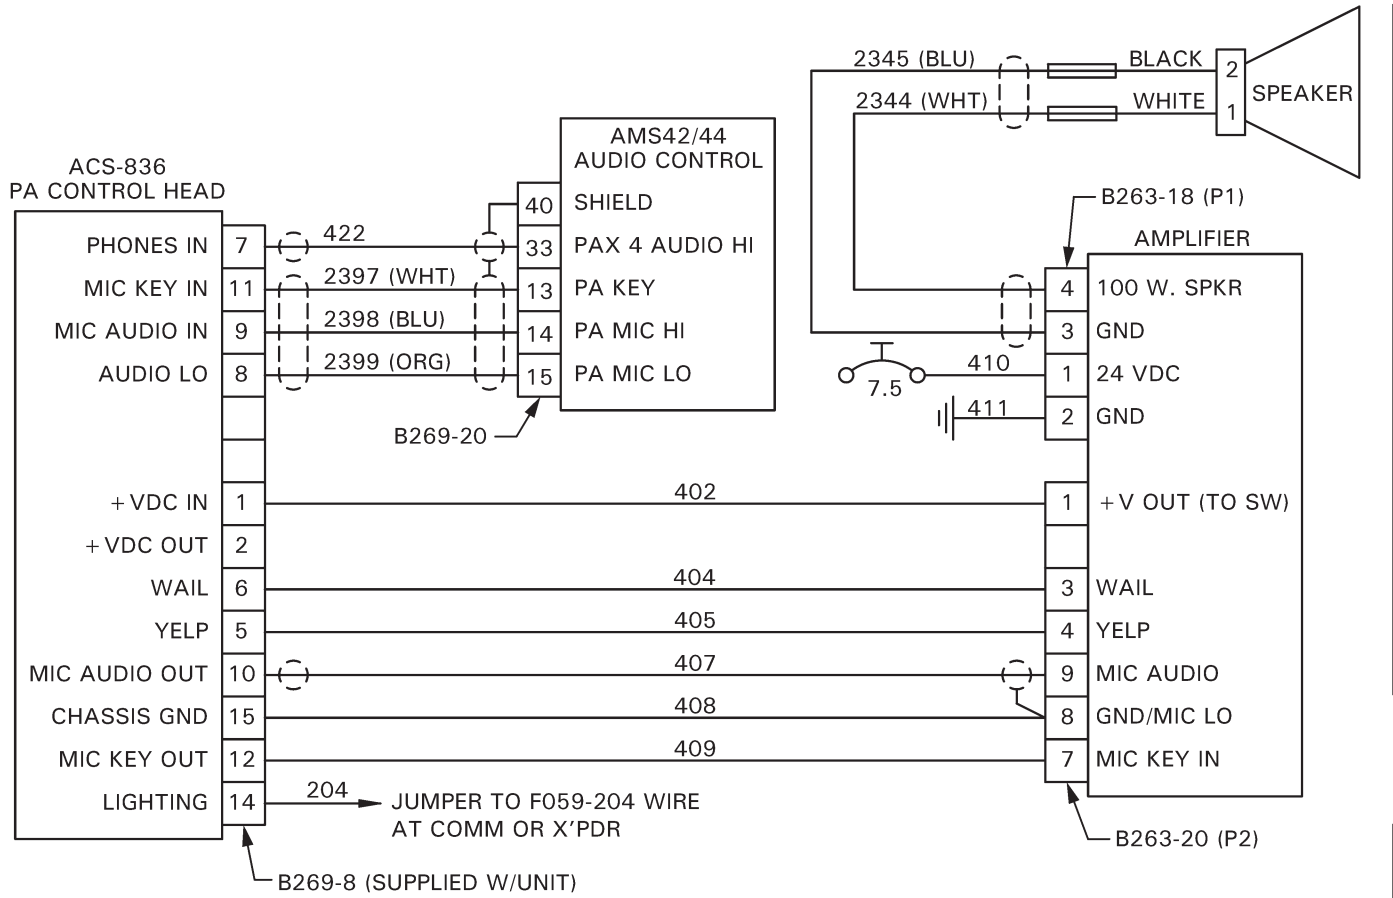 2345 (BLU)
BLACK
2
SPEAKER
2344 (WHT)
WHITE
1
ACS-836
PA CONTROL HEAD
AMS42/44
AUDIO CONTROL
40 SHIELD
PHONES IN 7
422
33 PAX 4 AUDIO HI
MIC KEY IN 11
2397 (WHT)
13 PA KEY
MIC AUDIO IN 9
2398 (BLU)
14 PA MIC HI
AUDIO LO 8
2399 (ORG)
15 PA MIC LO
B269-20
B263-18 (P1)
AMPLIFIER
4 100 W. SPKR
3 GND
7.5
410
1 24 VDC
411
2 GND
+VDC IN 1
402
1 +V OUT (TO SW)
+VDC OUT 2
WAIL 6
404
3 WAIL
YELP 5
405
4 YELP
MIC AUDIO OUT 10
407
9 MIC AUDIO
CHASSIS GND 15
408
8 GND/MIC LO
MIC KEY OUT 12
409
7 MIC KEY IN
LIGHTING 14
204
JUMPER TO F059-204 WIRE
AT COMM OR X'PDR
B263-20 (P2)
B269-8 (SUPPLIED W/UNIT)